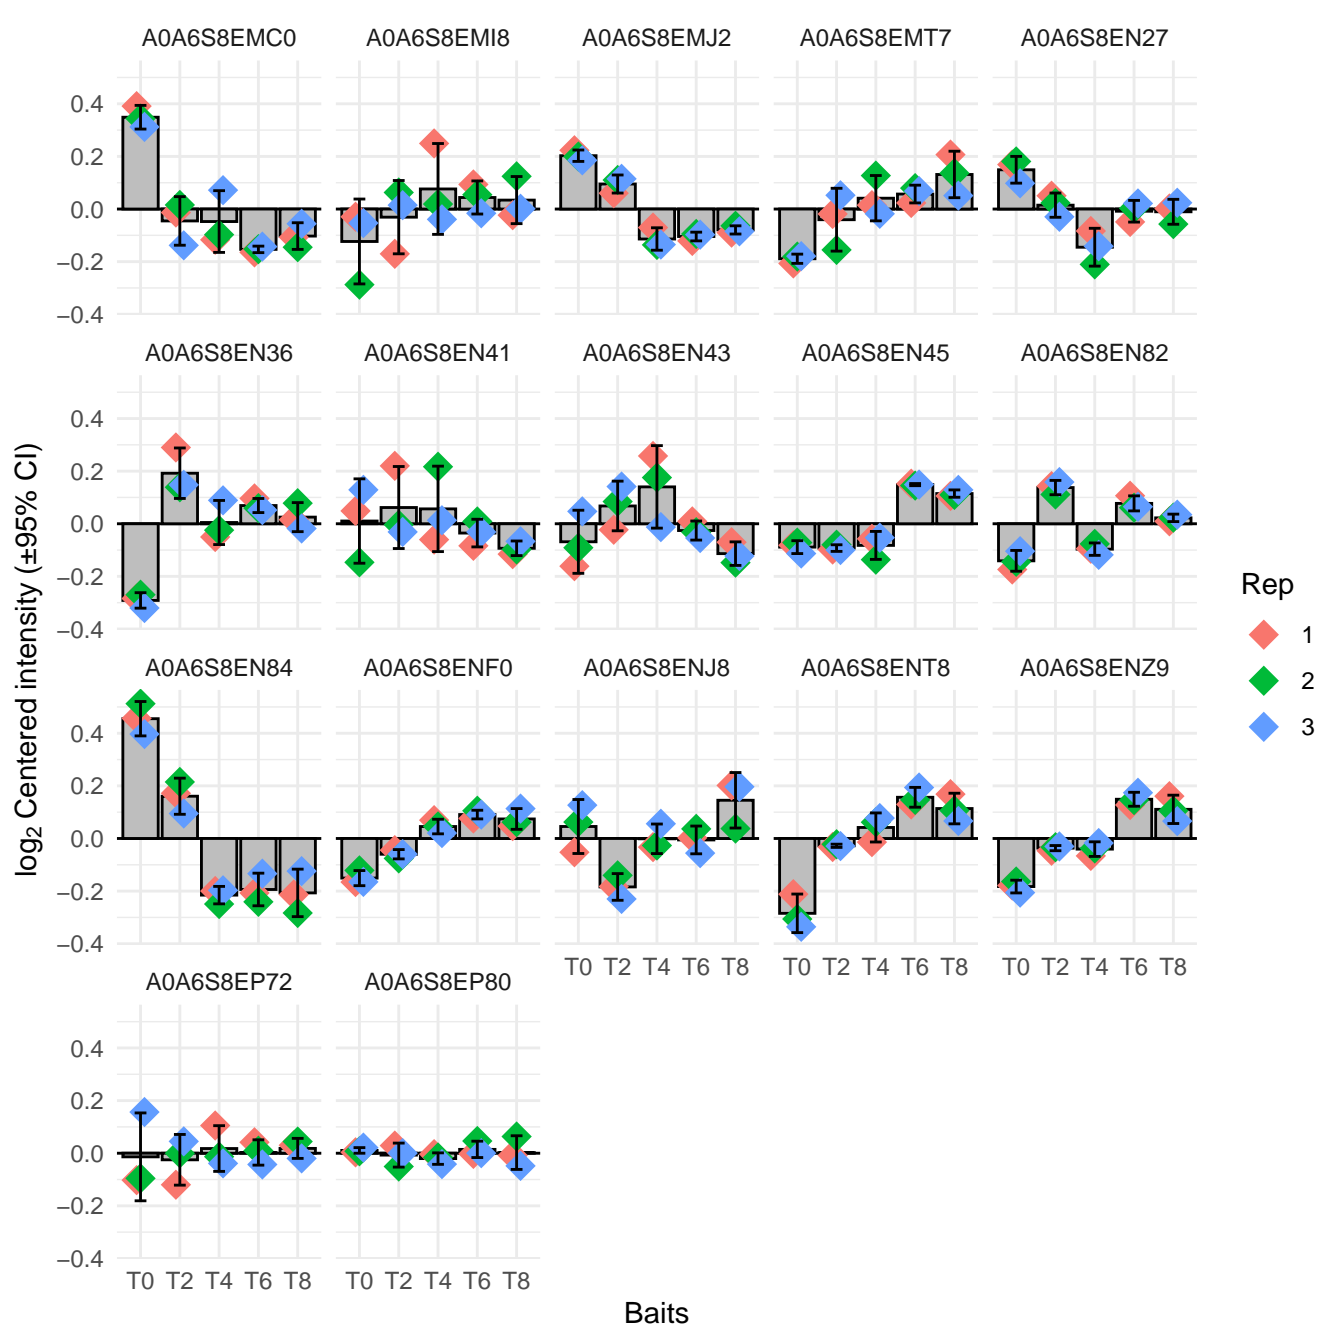 A0A6S8EMC0 A0A6S8EMI8 A0A6S8EMJ2 A0A6S8EMT7 A0A6S8EN27
0.4
0.2
0.0
−0.2
−0.4
A0A6S8EN36 A0A6S8EN41 A0A6S8EN43 A0A6S8EN45 A0A6S8EN82
0.4
0.2
0.0
−0.2
−0.4
A0A6S8EN84 A0A6S8ENF0 A0A6S8ENJ8 A0A6S8ENT8 A0A6S8ENZ9
0.4
0.2
0.0
−0.2
−0.4
T0 T2 T4 T6 T8 T0 T2 T4 T6 T8 T0 T2 T4 T6 T8
A0A6S8EP72 A0A6S8EP80
0.4
0.2
0.0
−0.2
−0.4
T0 T2 T4 T6 T8 T0 T2 T4 T6 T8
Baits
log2 Centered intensity (±95% CI)
Rep
1
2
3